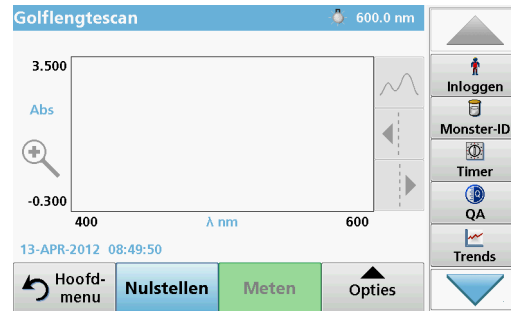 Golflengtescan 600.0 nm
3.500
Abs
-0.300
400 λ nm 600
13-APR-2012 08:49:50
Hoofd-
menu
Nulstellen
Meten
Opties
Inloggen
Monster-ID
Timer
QA
Trends